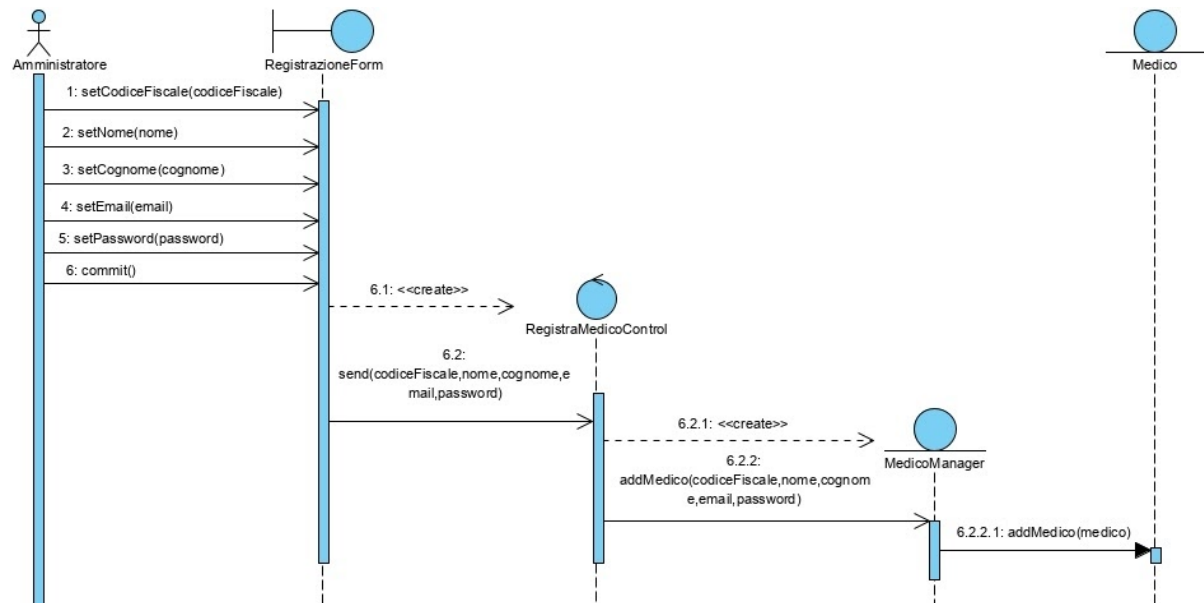 Amministratore
RegistrazioneForm
Medico
1: setCodiceFiscale(codiceFiscale)
2: setNome(nome)
3: setCognome(cognome)
4: setEmail(email)
5: setPassword(password)
6: commit()
6.1: <<create>>
RegistraMedicoControl
6.2:
send(codiceFiscale,nome,cognome,e
mail,password)
6.2.1: <<create>>
MedicoManager
6.2.2:
addMedico(codiceFiscale,nome,cognom
e,email,password)
6.2.2.1: addMedico(medico)